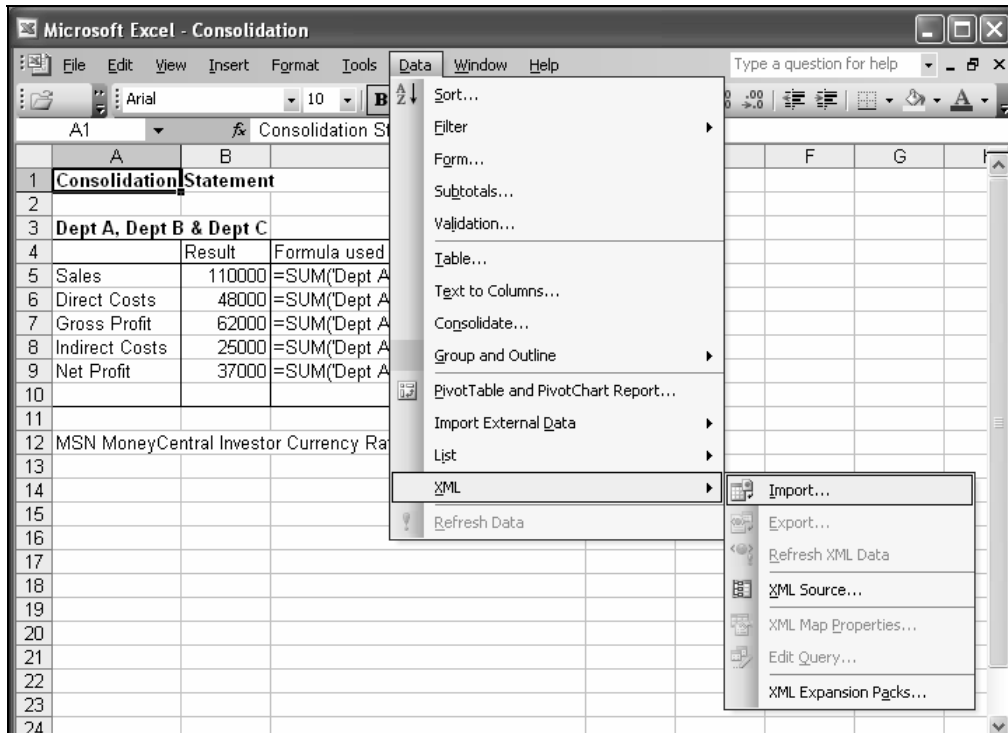 Microsoft Excel - Consolidation
File Edit View Insert Format Tools Data Window Help Type a question for help
Arial 10 B A
A1 fx Consolidation St
A B F G H
1 Consolidation Statement
2
3 Dept A, Dept B & Dept C
4 Result Formula used
5 Sales 110000 =SUM('Dept A
6 Direct Costs 48000 =SUM('Dept A
7 Gross Profit 62000 =SUM('Dept A
8 Indirect Costs 25000 =SUM('Dept A
9 Net Profit 37000 =SUM('Dept A
10
11
12 MSN MoneyCentral Investor Currency Ra
13
14
15
16
17
18
19
20
21
22
23
24
Sort...
Filter
Form...
Subtotals...
Validation...
Table...
Text to Columns...
Consolidate...
Group and Outline
PivotTable and PivotChart Report...
Import External Data
List
XML
Refresh Data
Import...
Export...
Refresh XML Data
XML Source...
XML Map Properties...
Edit Query...
XML Expansion Packs...